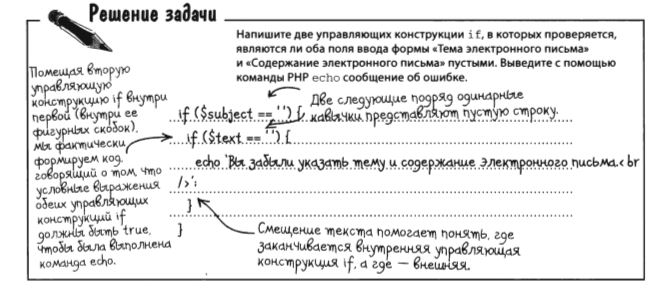 Решение задачи
Напишите две управляющих конструкции if, в которых проверяется,
являются ли оба поля ввода формы «Тема электронного письма»
и «Содержание электронного письма» пустыми. Выведите с помощью
команды PHP echo сообщение об ошибке.
Помещая вторую
управляющую
конструкцию if внутри
первой (внутри ее
фигурных скобок),
мы фактически
формируем код,
говорящий о том, что
условные выражения
обеих управляющих
конструкций if
должны быть true,
чтобы была выполнена
команда echo.
if ($subject == '') {
Две следующие подряд одинарные
кавычки представляют пустую строку.
if ($text == '') {
echo 'Вы забыли указать тему и содержание электронного письма.<br
/>';
}
}
Смещение текста помогает понять, где
заканчивается внутренняя управляющая
конструкция if, а где — внешняя.